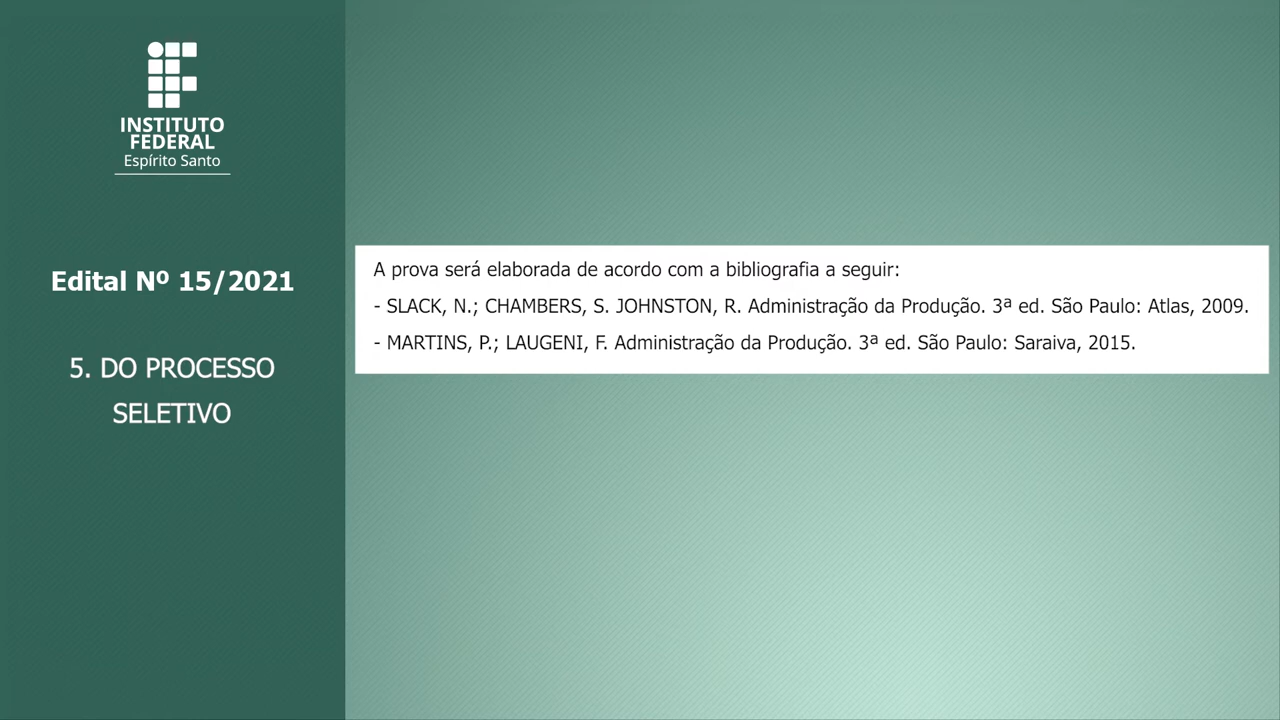 INSTITUTO
FEDERAL
Espírito Santo
Edital Nº 15/2021
5. DO PROCESSO
SELETIVO
A prova será elaborada de acordo com a bibliografia a seguir:
- SLACK, N.; CHAMBERS, S. JOHNSTON, R. Administração da Produção. 3ª ed. São Paulo: Atlas, 2009.
- MARTINS, P.; LAUGENI, F. Administração da Produção. 3ª ed. São Paulo: Saraiva, 2015.